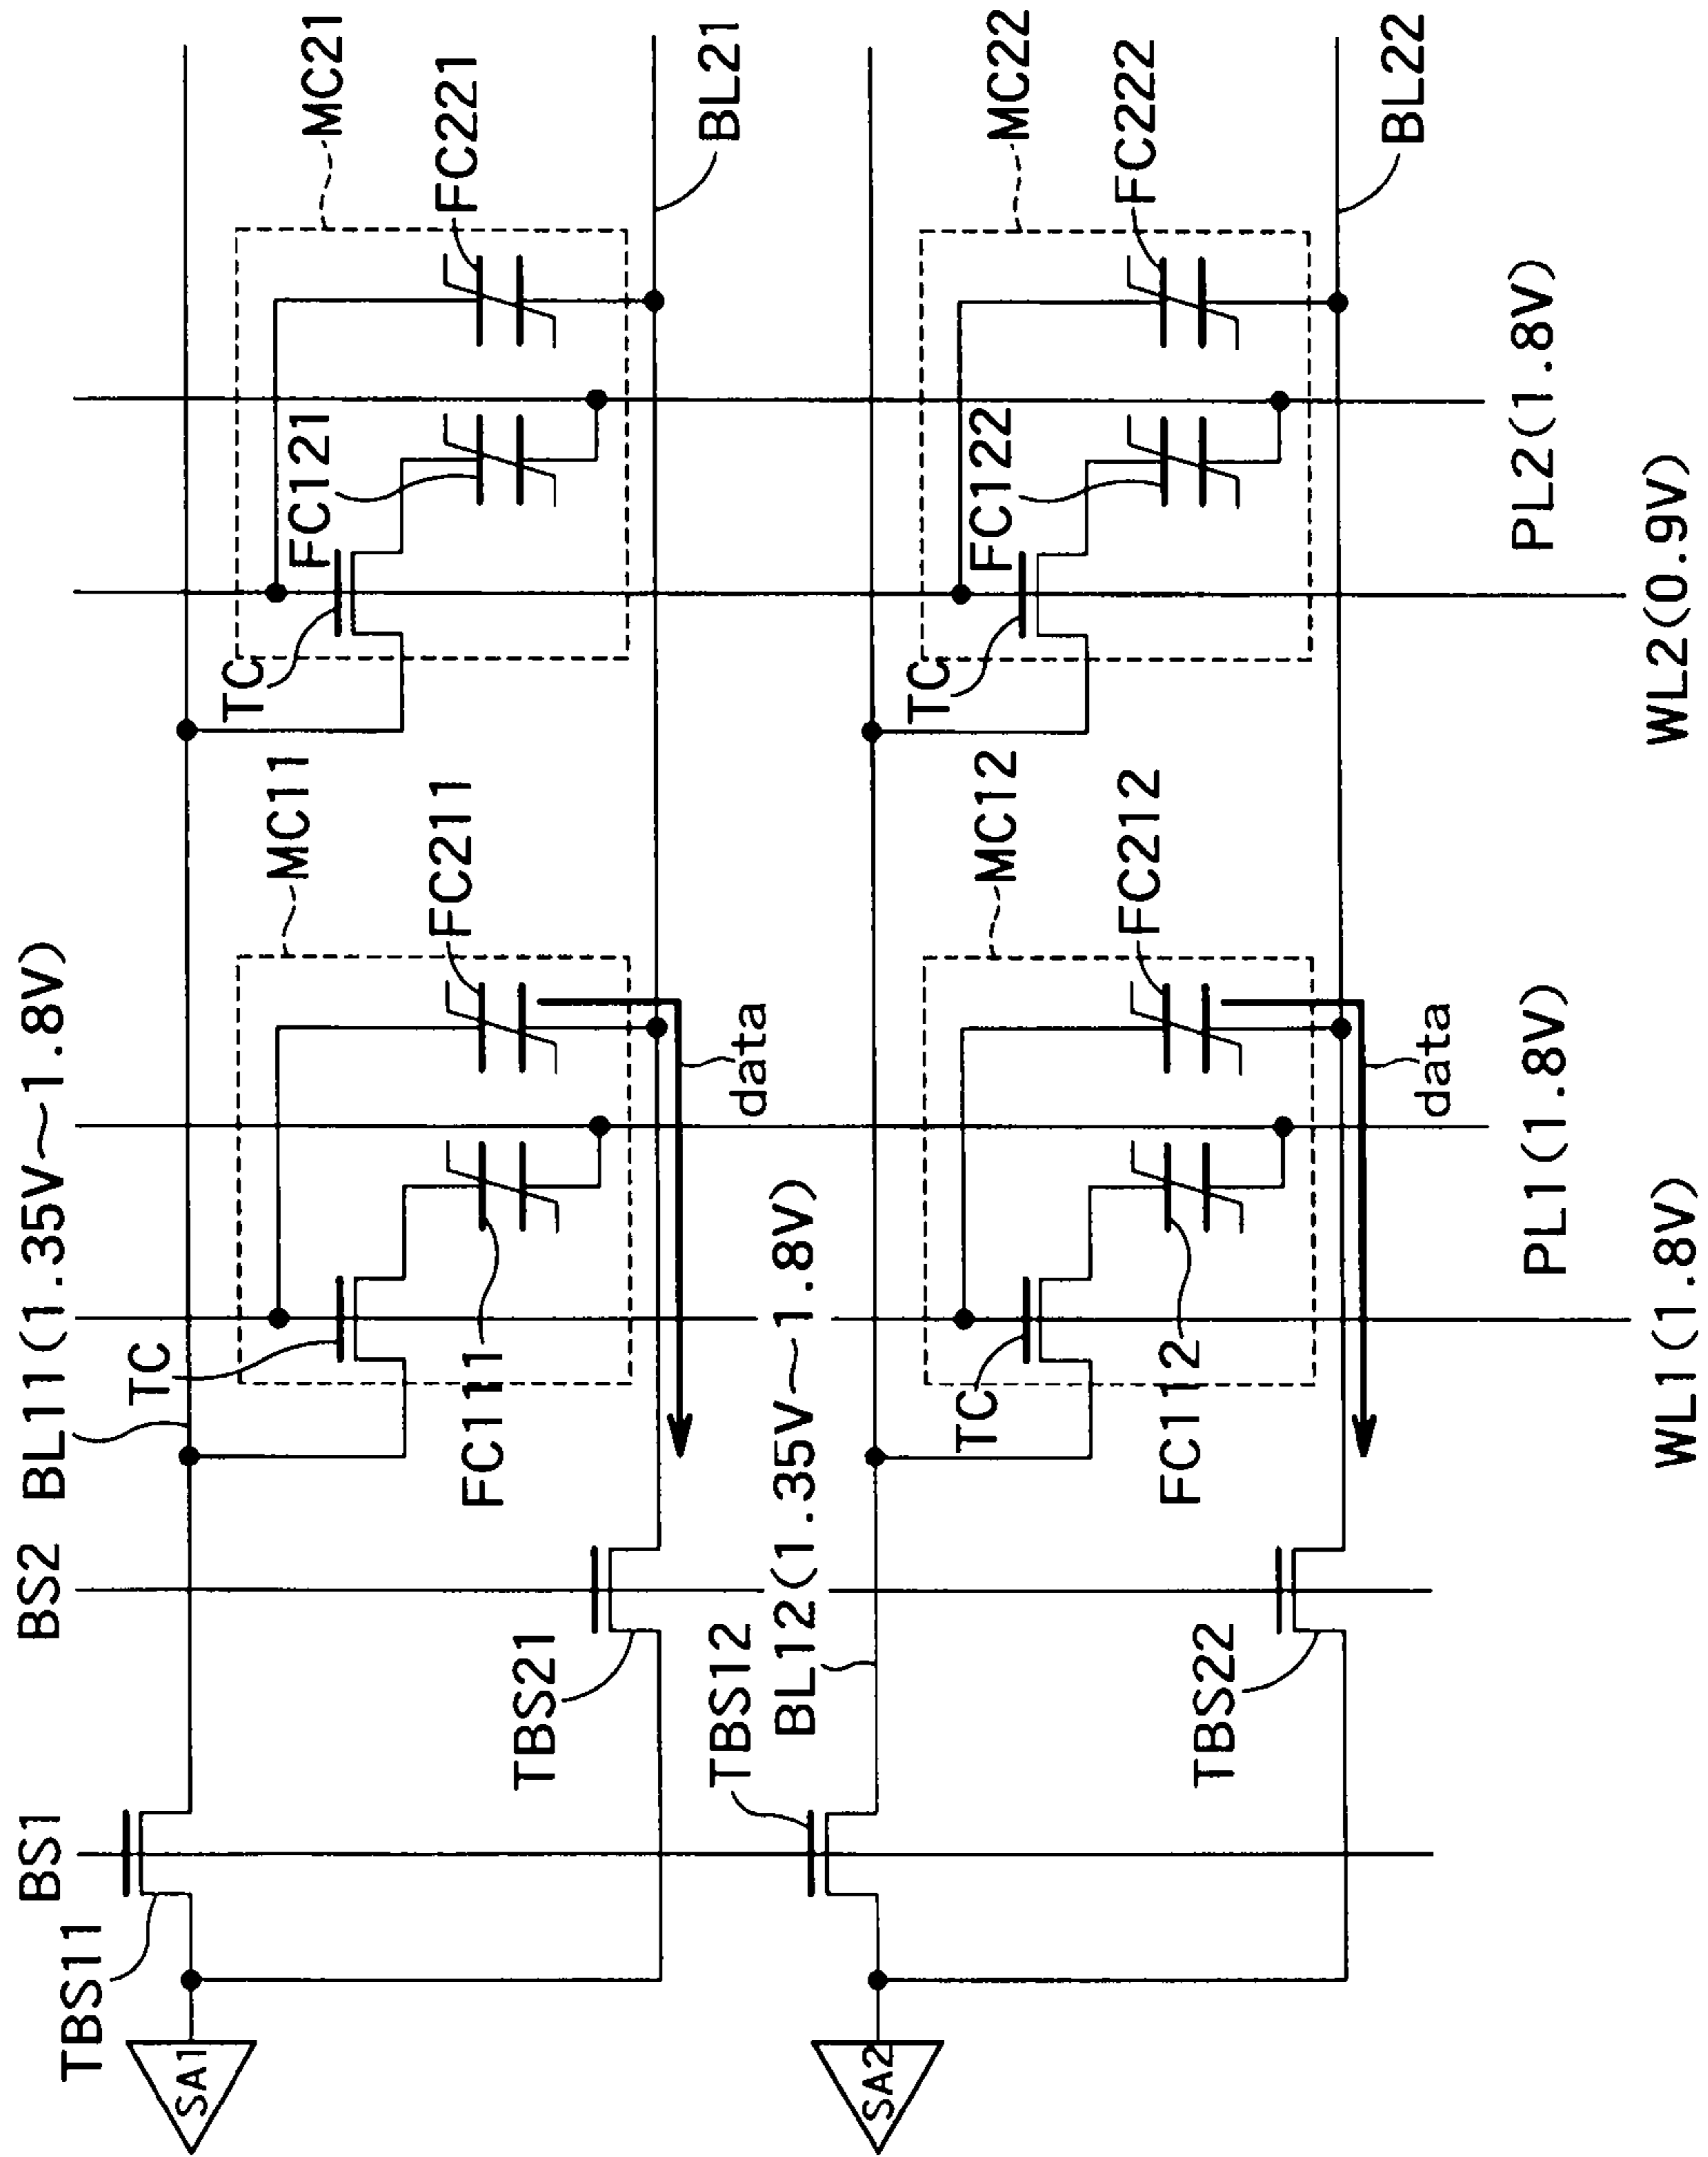 BS1
BS2
BL11(1.35V~1.8V)
TBS11
TC
MC11
MC21
TC
FC111
FC211
FC121
FC221
SA1
TBS21
data
BL21
TBS12
BL12(1.35V~1.8V)
TC
MC12
MC22
TC
FC112
FC212
FC122
FC222
SA2
TBS22
data
BL22
PL1(1.8V)
PL2(1.8V)
WL1(1.8V)
WL2(0.9V)